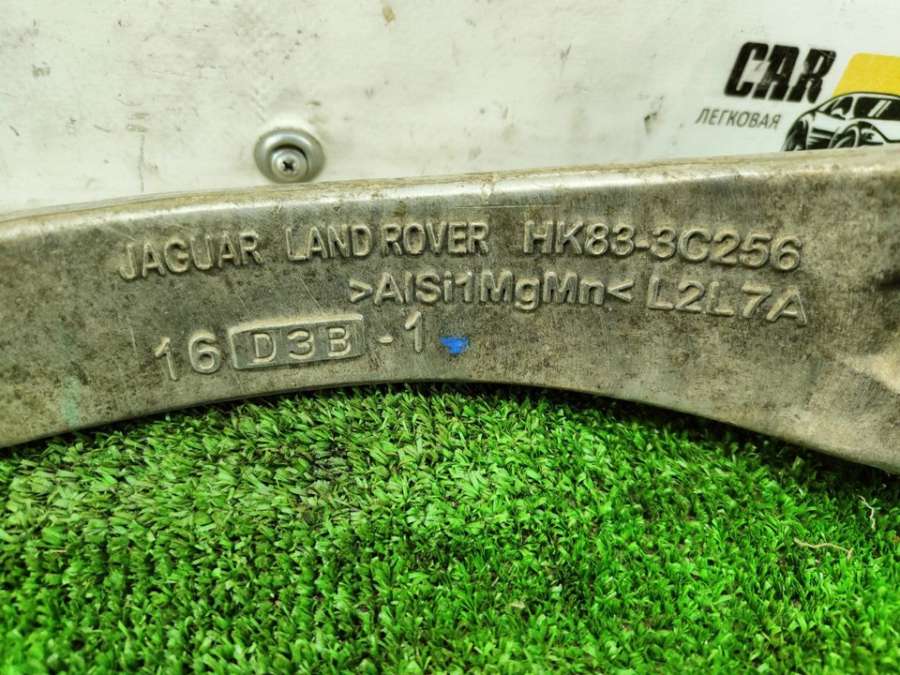 CAR
ЛЕГКОВАЯ
JAGUAR LAND ROVER HK83-3C256
>AlSi1MgMn< L2L7A
16 D3B -1